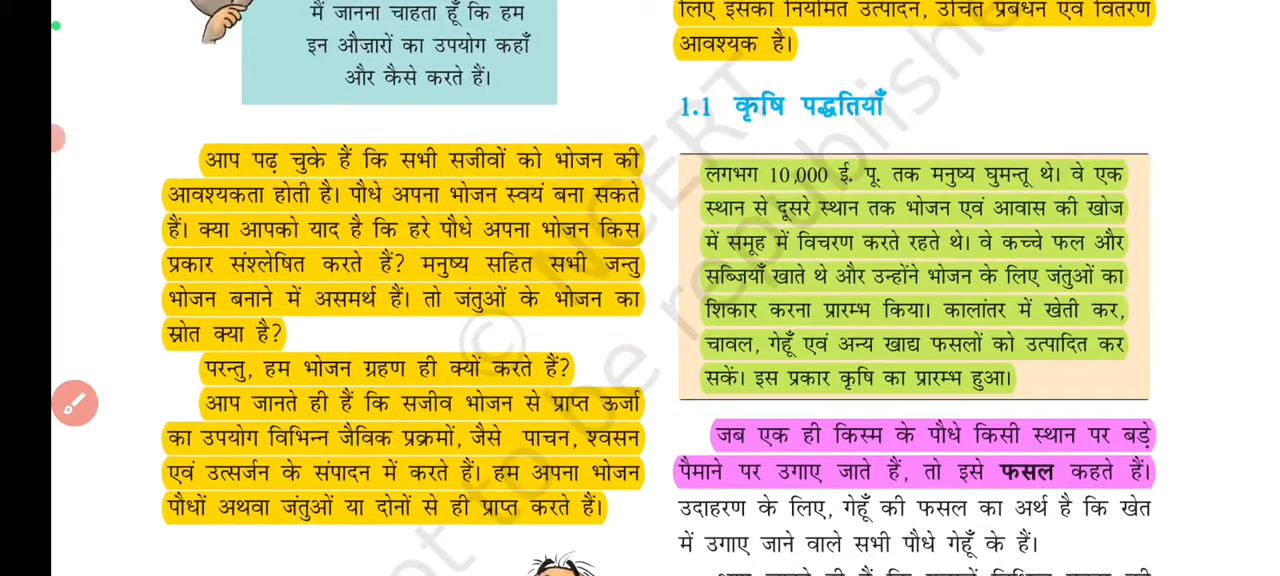 मैं जानना चाहता हूँ कि हम
इन औज़ारों का उपयोग कहाँ
और कैसे करते हैं।
आप पढ़ चुके हैं कि सभी सजीवों को भोजन की
आवश्यकता होती है। पौधे अपना भोजन स्वयं बना सकते
हैं। क्या आपको याद है कि हरे पौधे अपना भोजन किस
प्रकार संश्लेषित करते हैं? मनुष्य सहित सभी जन्तु
भोजन बनाने में असमर्थ हैं। तो जंतुओं के भोजन का
स्रोत क्या है?
परन्तु, हम भोजन ग्रहण ही क्यों करते हैं?
आप जानते ही हैं कि सजीव भोजन से प्राप्त ऊर्जा
का उपयोग विभिन्न जैविक प्रक्रमों, जैसे पाचन, श्वसन
एवं उत्सर्जन के संपादन में करते हैं। हम अपना भोजन
पौधों अथवा जंतुओं या दोनों से ही प्राप्त करते हैं।
लिए इसका नियमित उत्पादन, उचित प्रबंधन एवं वितरण
आवश्यक है।
1.1 कृषि पद्धतियाँ
लगभग 10,000 ई. पू. तक मनुष्य घुमन्तू थे। वे एक
स्थान से दूसरे स्थान तक भोजन एवं आवास की खोज
में समूह में विचरण करते रहते थे। वे कच्चे फल और
सब्जियाँ खाते थे और उन्होंने भोजन के लिए जंतुओं का
शिकार करना प्रारम्भ किया। कालांतर में खेती कर,
चावल, गेहूँ एवं अन्य खाद्य फसलों को उत्पादित कर
सकें। इस प्रकार कृषि का प्रारम्भ हुआ।
जब एक ही किस्म के पौधे किसी स्थान पर बड़े
पैमाने पर उगाए जाते हैं, तो इसे फसल कहते हैं।
उदाहरण के लिए, गेहूँ की फसल का अर्थ है कि खेत
में उगाए जाने वाले सभी पौधे गेहूँ के हैं।
© NCERT
not to be republished